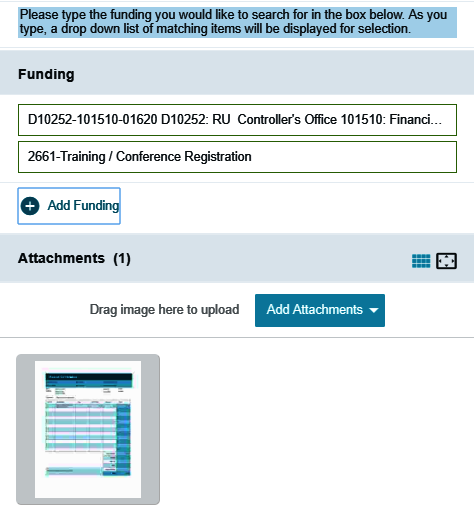 Please type the funding you would like to search for in the box below. As you
type, a drop down list of matching items will be displayed for selection.
Funding
D10252-101510-01620 D10252: RU Controller's Office 101510: Financi...
2661-Training / Conference Registration
Add Funding
Attachments (1)
Drag image here to upload
Add Attachments